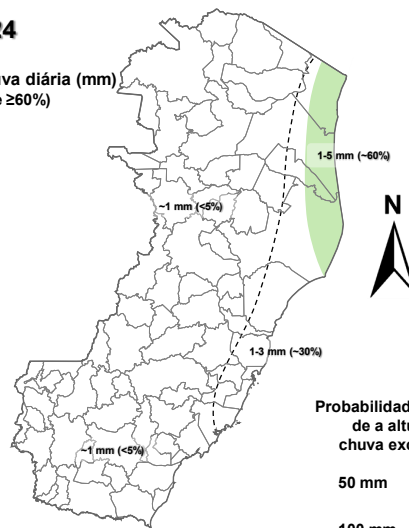 24
va diária (mm)
≥60%)
1-5 mm (~60%)
~1 mm (<5%)
N
1-3 mm (~30%)
~1 mm (<5%)
Probabilidad
de a altu
chuva exc
50 mm
100 mm